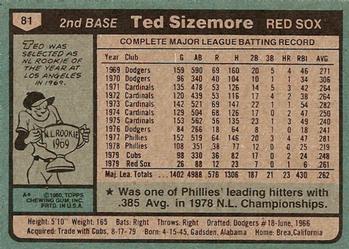 81
2nd BASE Ted Sizemore RED SOX
TED WAS SELECTED AS NL ROOKIE OF THE YEAR AT LOS ANGELES IN 1969.
N.L. ROOKIE
1969
A★ © 1980 TOPPS
CHEWING GUM, INC.
PRTD. IN U.S.A.
COMPLETE MAJOR LEAGUE BATTING RECORD
Year Club G AB R H 2B 3B HR RBI AVG
1969 Dodgers 159 590 69 160 20 5 4 46 .271
1970 Dodgers 96 340 40 104 10 1 1 34 .306
1971 Cardinals 135 478 53 126 14 5 3 42 .264
1972 Cardinals 120 439 53 116 17 4 2 38 .264
1973 Cardinals 142 521 69 147 22 1 1 54 .282
1974 Cardinals 129 504 68 126 17 0 2 47 .250
1975 Cardinals 153 562 56 135 23 1 3 49 .240
1976 Dodgers 84 266 18 64 8 1 0 18 .241
1977 Phillies 152 519 64 146 20 3 4 47 .281
1978 Phillies 108 351 38 77 12 0 0 25 .219
1979 Cubs 98 330 36 82 17 0 2 24 .248
1979 Red Sox 26 88 12 23 7 0 1 6 .261
Maj. Lea. Totals 1402 4988 576 1306 187 21 23 430 .262
★ Was one of Phillies' leading hitters with
.385 Avg. in 1978 N.L. Championships.
Height: 5'10" Weight: 165 Bats: Right Throws: Right Drafted: Dodgers #18-June, 1966
Acquired: Trade with Cubs, 8-17-79 Born: 4-15-45, Gadsden, Alabama Home: Brea, California